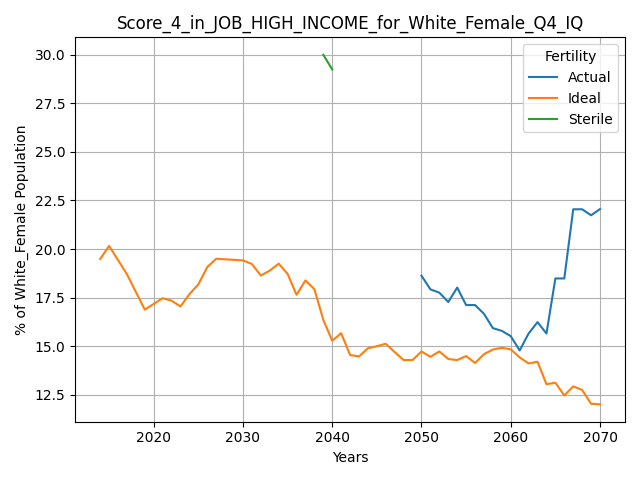 Score_4_in_JOB_HIGH_INCOME_for_White_Female_Q4_IQ
Fertility
Actual
Ideal
Sterile
% of White_Female Population
30.0
27.5
25.0
22.5
20.0
17.5
15.0
12.5
2020 2030 2040 2050 2060 2070
Years